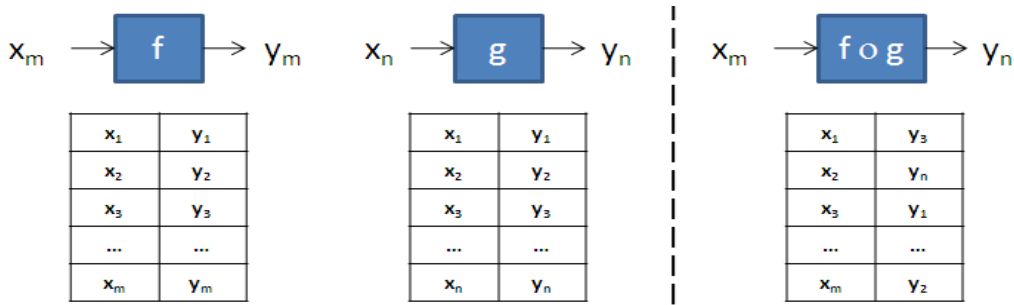 xₘ f yₘ xₙ g yₙ xₘ f o g yₙ
x₁ y₁ x₁ y₁ x₁ y₃
x₂ y₂ x₂ y₂ x₂ yₙ
x₃ y₃ x₃ y₃ x₃ y₁
... ... ... ... ... ...
xₘ yₘ xₙ yₙ xₘ y₂